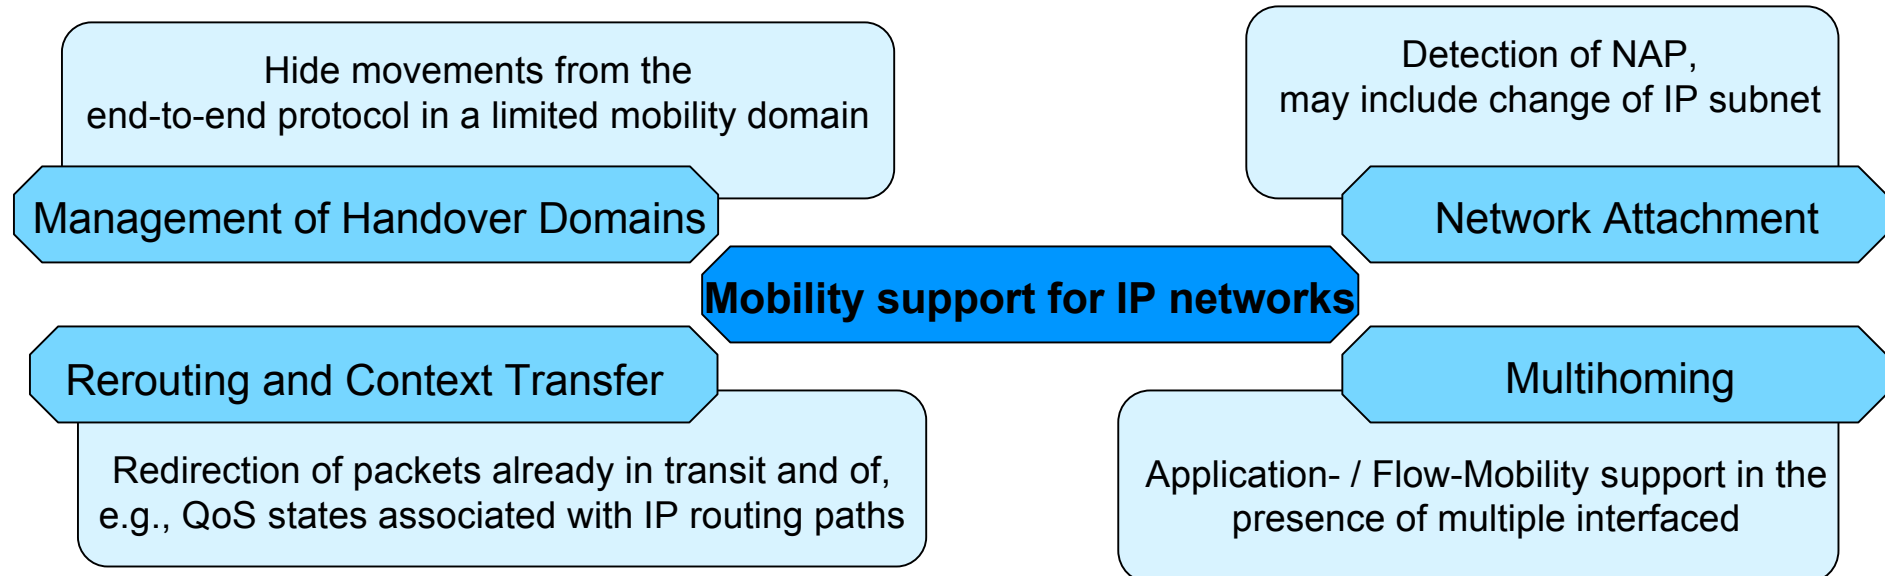 Hide movements from the
end-to-end protocol in a limited mobility domain
Management of Handover Domains
Detection of NAP,
may include change of IP subnet
Network Attachment
Mobility support for IP networks
Rerouting and Context Transfer
Redirection of packets already in transit and of,
e.g., QoS states associated with IP routing paths
Multihoming
Application- / Flow-Mobility support in the
presence of multiple interfaced